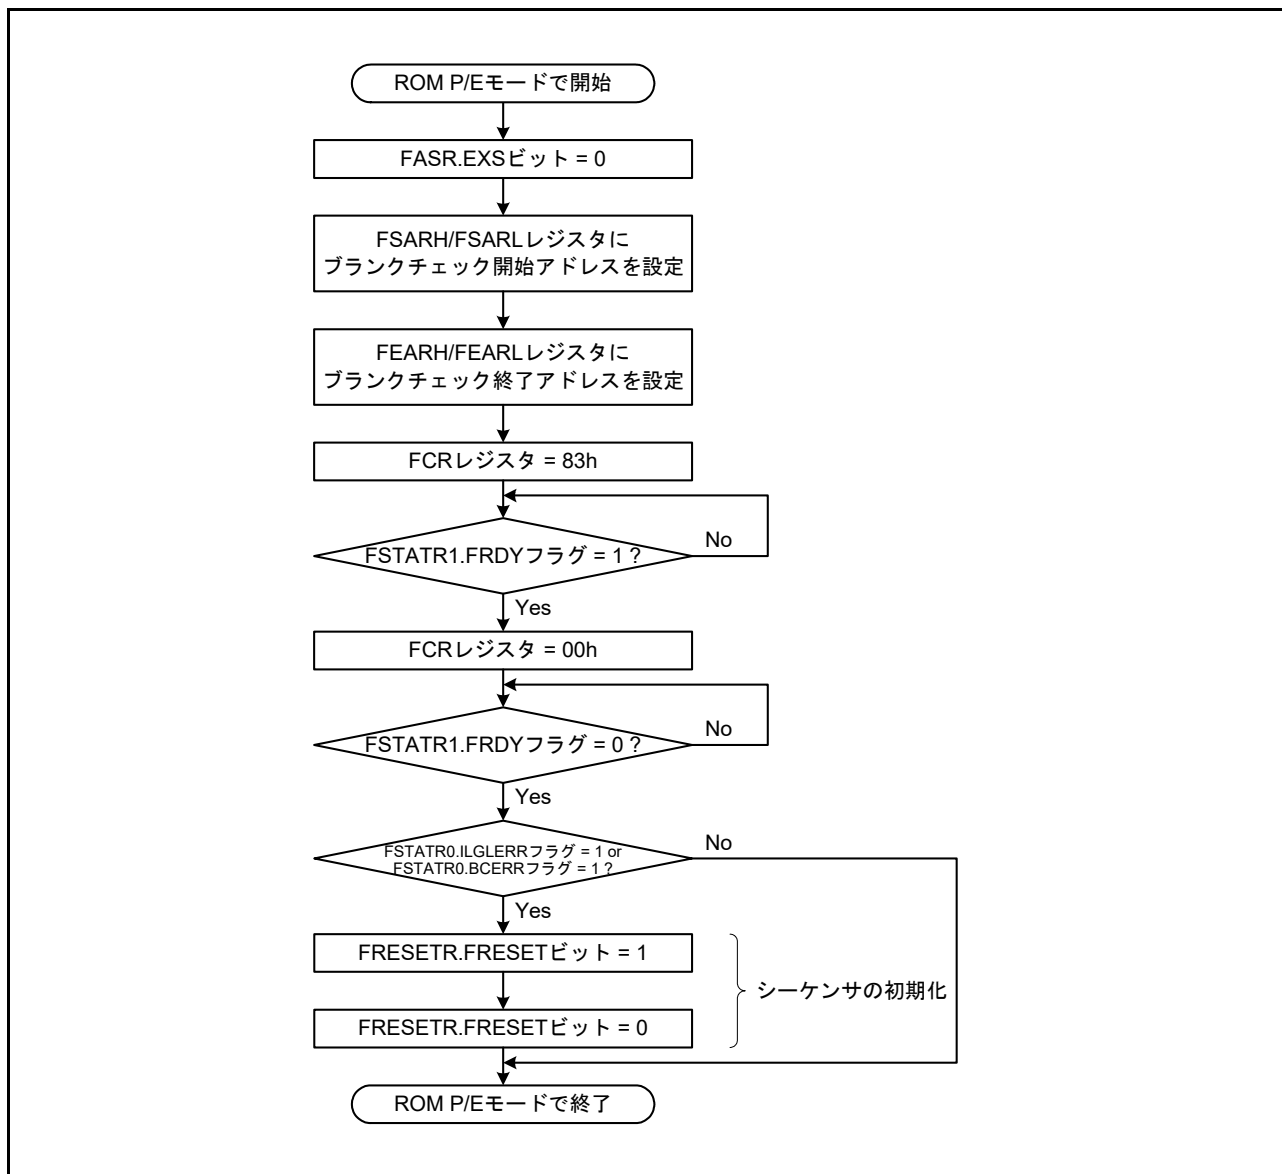 ROM P/Eモードで開始
FASR.EXSビット = 0
FSARH/FSARLレジスタに
ブランクチェック開始アドレスを設定
FEARH/FEARLレジスタに
ブランクチェック終了アドレスを設定
FCRレジスタ = 83h
FSTATR1.FRDYフラグ = 1 ?
No
Yes
FCRレジスタ = 00h
FSTATR1.FRDYフラグ = 0 ?
No
Yes
FSTATR0.ILGLERRフラグ = 1 or
FSTATR0.BCERRフラグ = 1 ?
No
Yes
FRESETR.FRESETビット = 1
シーケンサの初期化
FRESETR.FRESETビット = 0
ROM P/Eモードで終了